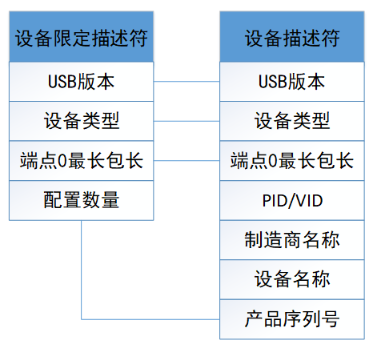 设备限定描述符
USB版本
设备类型
端点0最长包长
配置数量
设备描述符
USB版本
设备类型
端点0最长包长
PID/VID
制造商名称
设备名称
产品序列号